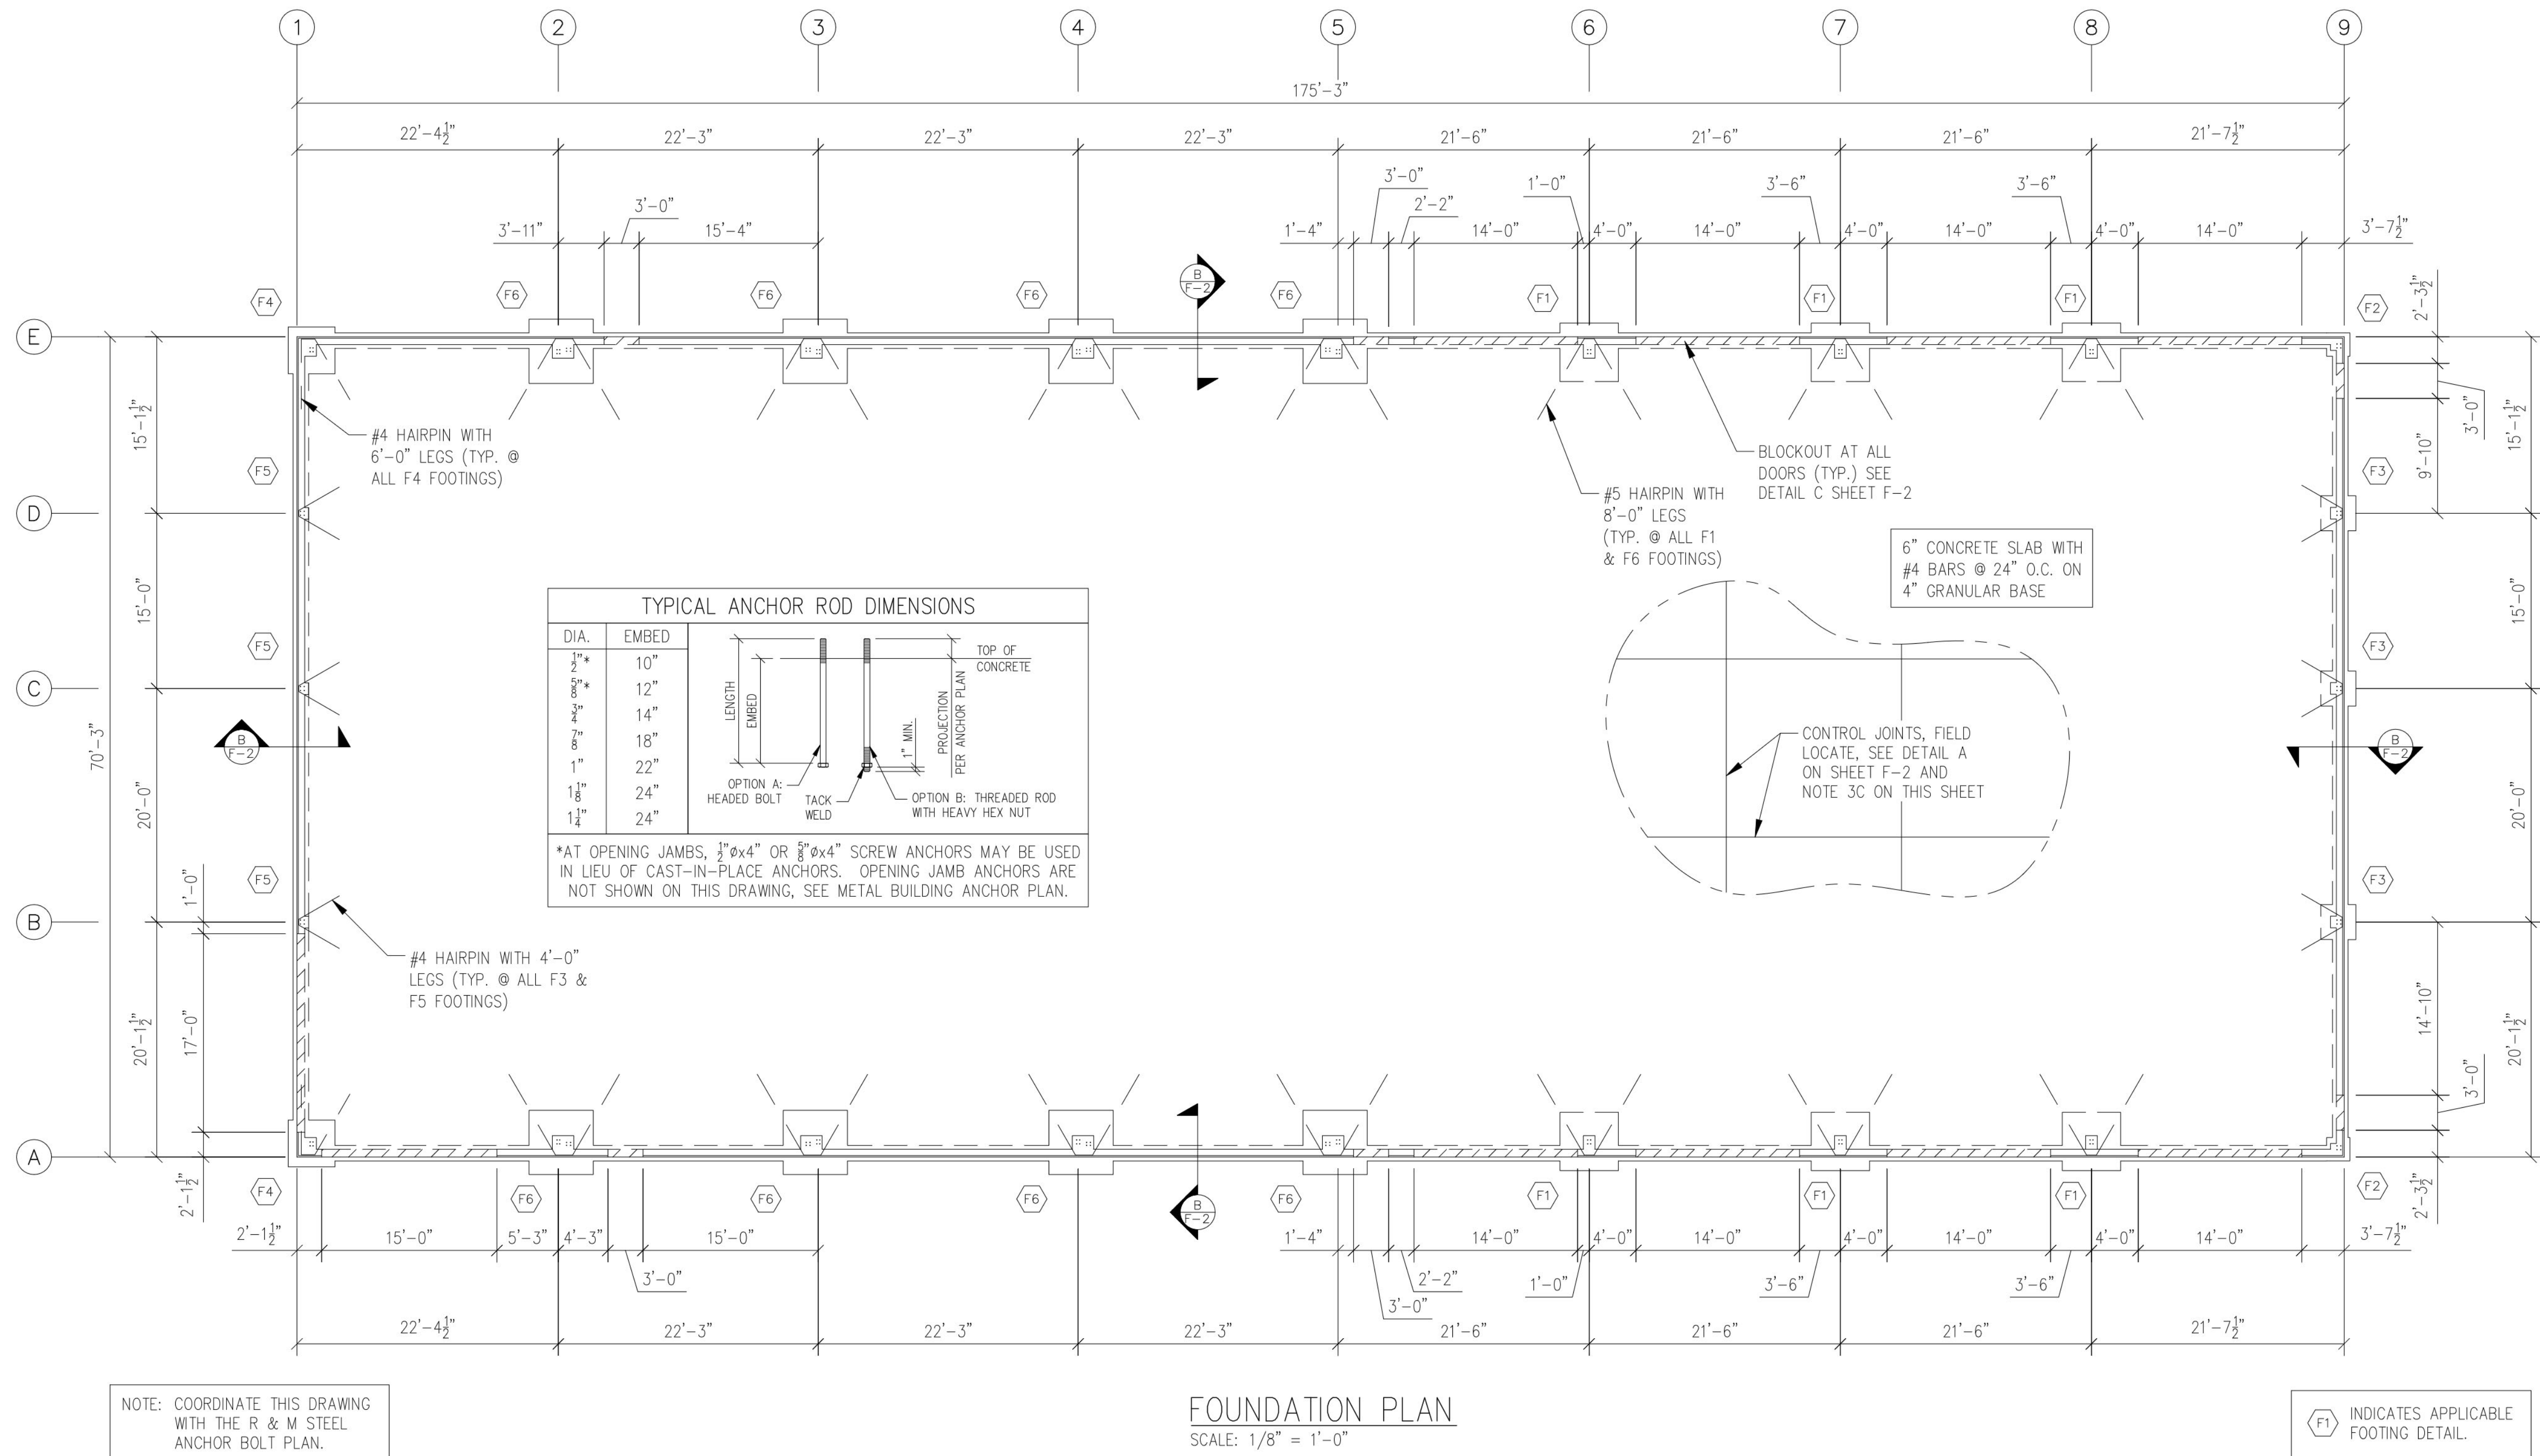 1 2 3 4 5 6 7 8 9
175'-3"
22'-4½" 22'-3" 22'-3" 22'-3" 21'-6" 21'-6" 21'-6" 21'-7½"
3'-0" 1'-0" 3'-6" 3'-6"
3'-0" 2'-2"
3'-11" 15'-4" 1'-4" 14'-0" 4'-0" 14'-0" 4'-0" 14'-0" 4'-0" 14'-0" 3'-7½"
B
F-2
F4 F6 F6 F6 F6 F1 F1 F1 F2
E
D
C
B
A
70'-3"
15'-1½"
15'-0"
20'-0"
20'-1½"
1'-0"
17'-0"
2'-1½"
F5
F5
F5
B
F-2
#4 HAIRPIN WITH
6'-0" LEGS (TYP. @
ALL F4 FOOTINGS)
#4 HAIRPIN WITH 4'-0"
LEGS (TYP. @ ALL F3 &
F5 FOOTINGS)
TYPICAL ANCHOR ROD DIMENSIONS
DIA. EMBED
½"* 10"
⅝"* 12"
¾" 14"
⅞" 18"
1" 22"
1⅛" 24"
1¼" 24"
LENGTH
EMBED
TOP OF
CONCRETE
PROJECTION
PER ANCHOR PLAN
1" MIN.
OPTION A:
HEADED BOLT
TACK
WELD
OPTION B: THREADED ROD
WITH HEAVY HEX NUT
*AT OPENING JAMBS, ½"øx4" OR ⅝"øx4" SCREW ANCHORS MAY BE USED
IN LIEU OF CAST-IN-PLACE ANCHORS. OPENING JAMB ANCHORS ARE
NOT SHOWN ON THIS DRAWING, SEE METAL BUILDING ANCHOR PLAN.
#5 HAIRPIN WITH
8'-0" LEGS
(TYP. @ ALL F1
& F6 FOOTINGS)
BLOCKOUT AT ALL
DOORS (TYP.) SEE
DETAIL C SHEET F-2
6" CONCRETE SLAB WITH
#4 BARS @ 24" O.C. ON
4" GRANULAR BASE
CONTROL JOINTS, FIELD
LOCATE, SEE DETAIL A
ON SHEET F-2 AND
NOTE 3C ON THIS SHEET
2'-3½"
3'-0"
9'-10"
15'-1½"
F3
15'-0"
F3
B
F-2
20'-0"
F3
14'-10"
3'-0"
20'-1½"
2'-3½"
F4 F6 F6 F6 F6 F1 F1 F1 F2
B
F-2
2'-1½" 15'-0" 5'-3" 4'-3" 15'-0" 1'-4" 14'-0" 4'-0" 14'-0" 4'-0" 14'-0" 4'-0" 14'-0" 3'-7½"
3'-0" 2'-2" 1'-0" 3'-6" 3'-6"
3'-0"
22'-4½" 22'-3" 22'-3" 22'-3" 21'-6" 21'-6" 21'-6" 21'-7½"
NOTE: COORDINATE THIS DRAWING
WITH THE R & M STEEL
ANCHOR BOLT PLAN.
FOUNDATION PLAN
SCALE: 1/8" = 1'-0"
F1 INDICATES APPLICABLE
FOOTING DETAIL.